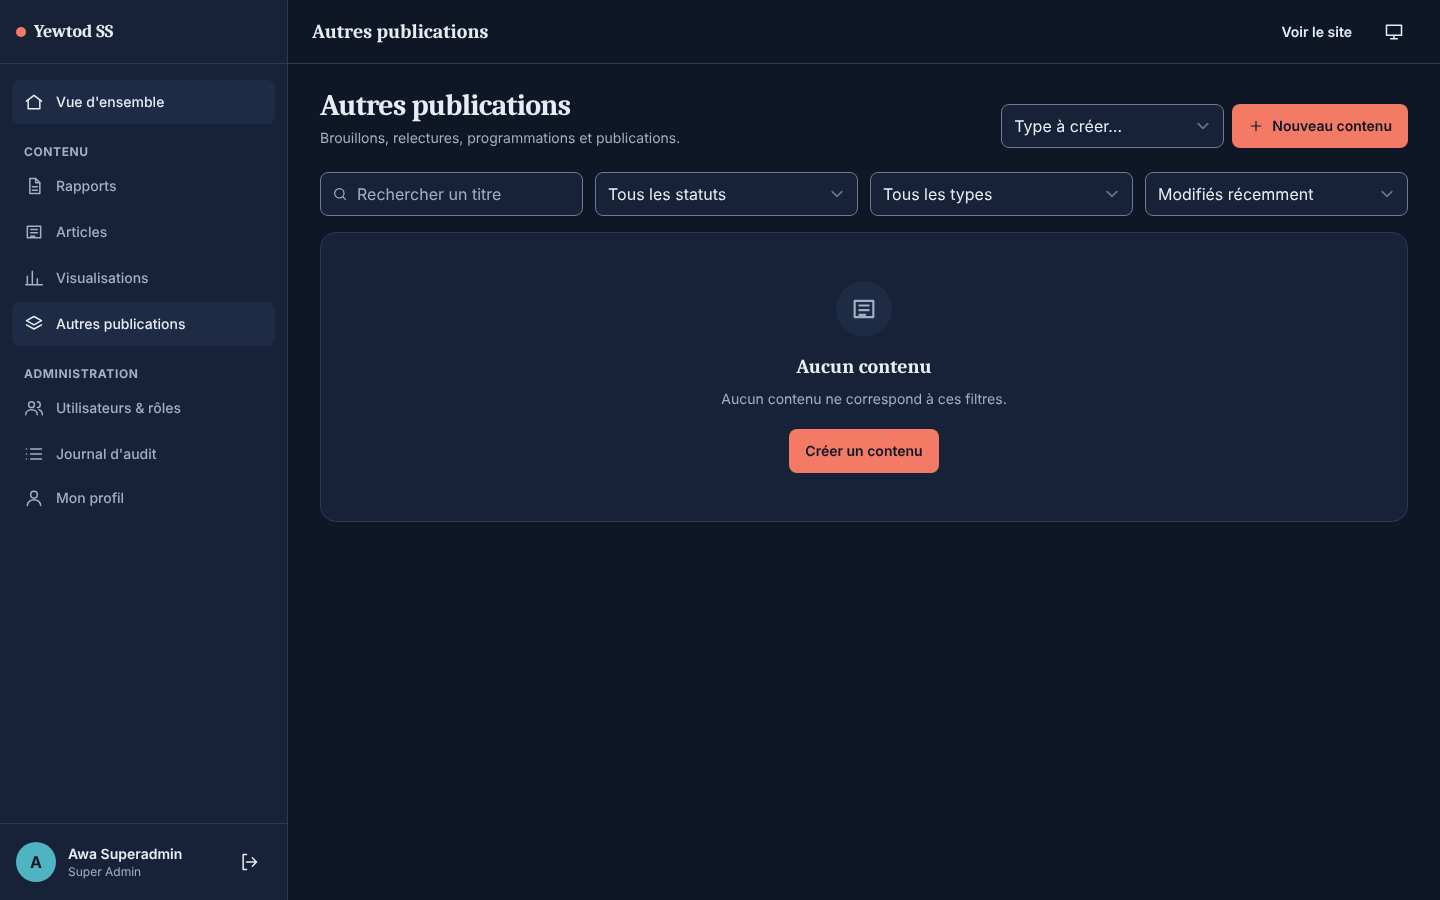 Yewtod SS
Vue d'ensemble
CONTENU
Rapports
Articles
Visualisations
Autres publications
ADMINISTRATION
Utilisateurs & rôles
Journal d'audit
Mon profil
A
Awa Superadmin
Super Admin
Autres publications
Voir le site
Autres publications
Brouillons, relectures, programmations et publications.
Type à créer...
Nouveau contenu
Rechercher un titre
Tous les statuts
Tous les types
Modifiés récemment
Aucun contenu
Aucun contenu ne correspond à ces filtres.
Créer un contenu